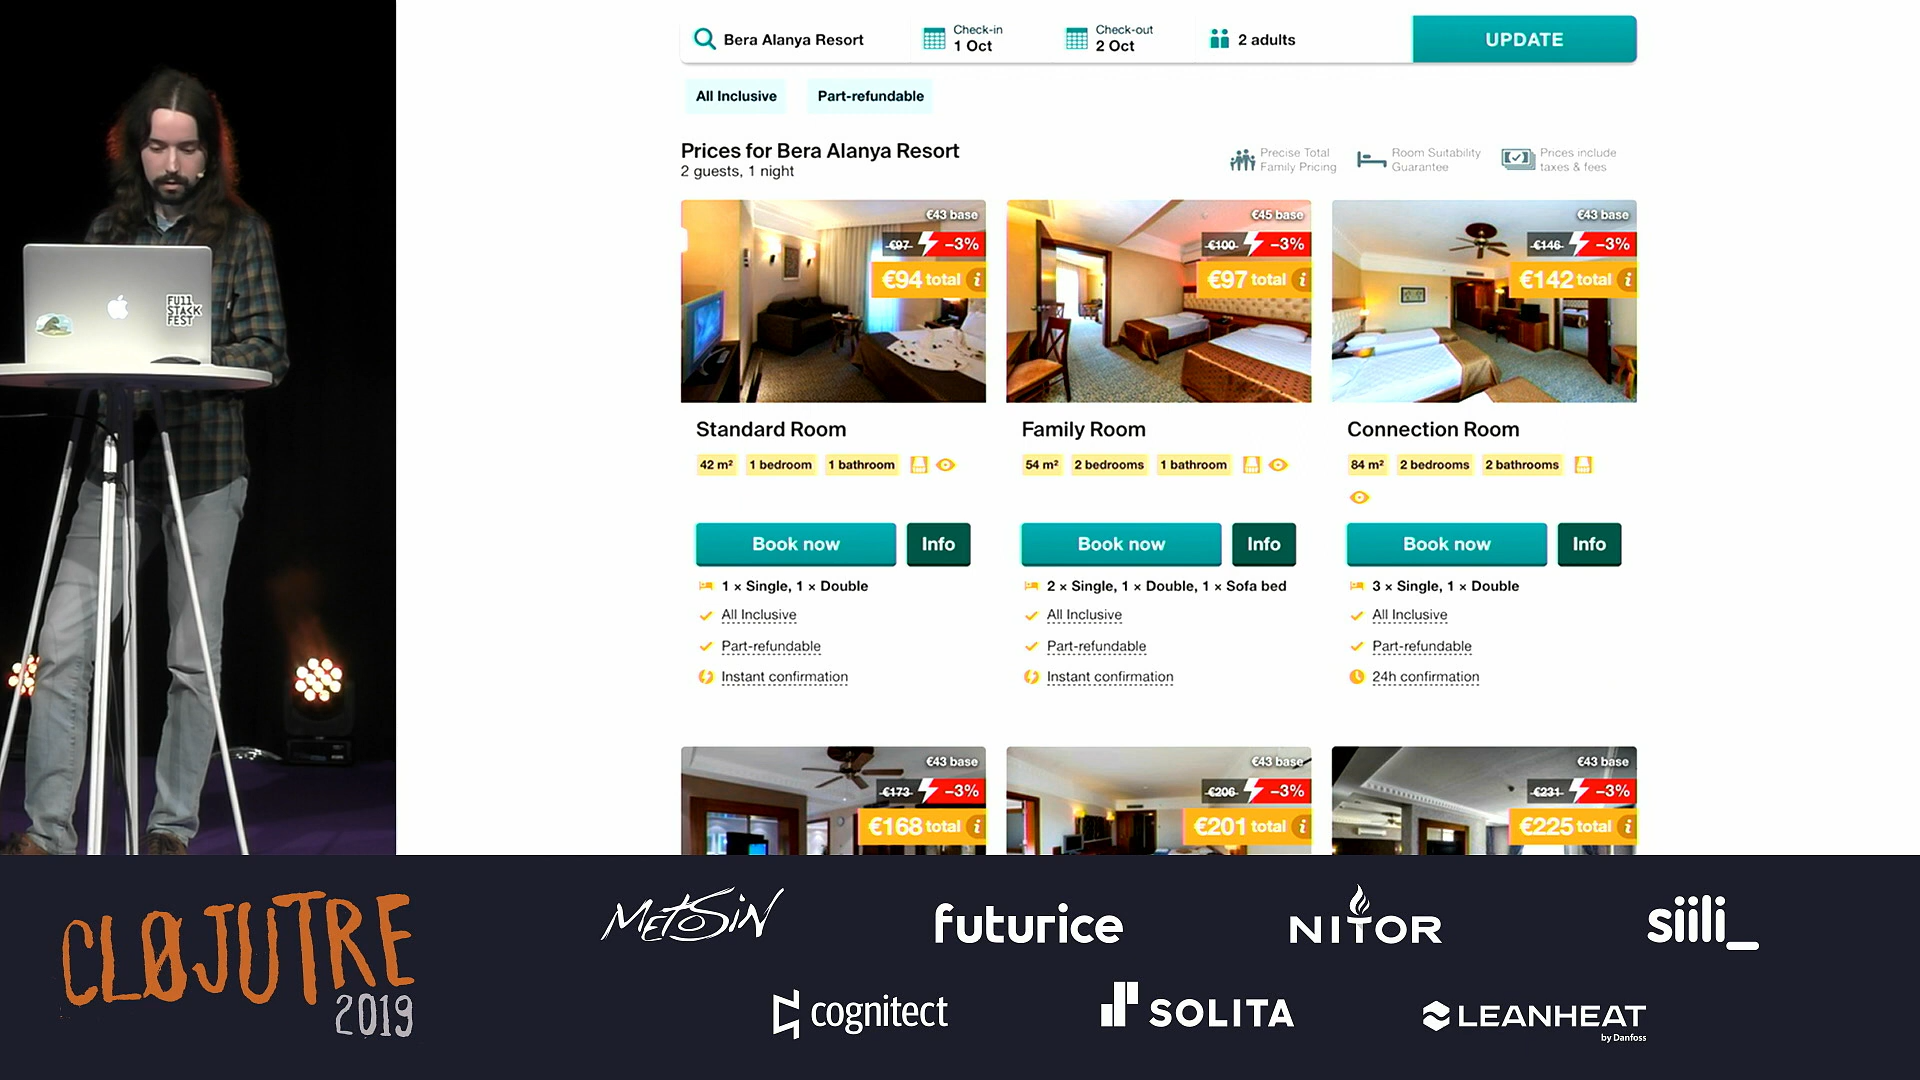 Bera Alanya Resort
Check-in
1 Oct
Check-out
2 Oct
2 adults
UPDATE
All Inclusive
Part-refundable
Prices for Bera Alanya Resort
2 guests, 1 night
Precise Total
Family Pricing
Room Suitability
Guarantee
Prices include
taxes & fees
€43 base
€97 -3%
€94 total i
€45 base
€100 -3%
€97 total i
€43 base
€146 -3%
€142 total i
Standard Room
42 m² 1 bedroom 1 bathroom
Book now Info
1 × Single, 1 × Double
All Inclusive
Part-refundable
Instant confirmation
Family Room
54 m² 2 bedrooms 1 bathroom
Book now Info
2 × Single, 1 × Double, 1 × Sofa bed
All Inclusive
Part-refundable
Instant confirmation
Connection Room
84 m² 2 bedrooms 2 bathrooms
Book now Info
3 × Single, 1 × Double
All Inclusive
Part-refundable
24h confirmation
€43 base
€173 -3%
€168 total i
€43 base
€206 -3%
€201 total i
€43 base
€231 -3%
€225 total i
FULL
STACK
FEST
CLØJUTRE
2019
METOSIN
futurice
NITOR
siili_
cognitect
SOLITA
LEANHEAT
by Danfoss